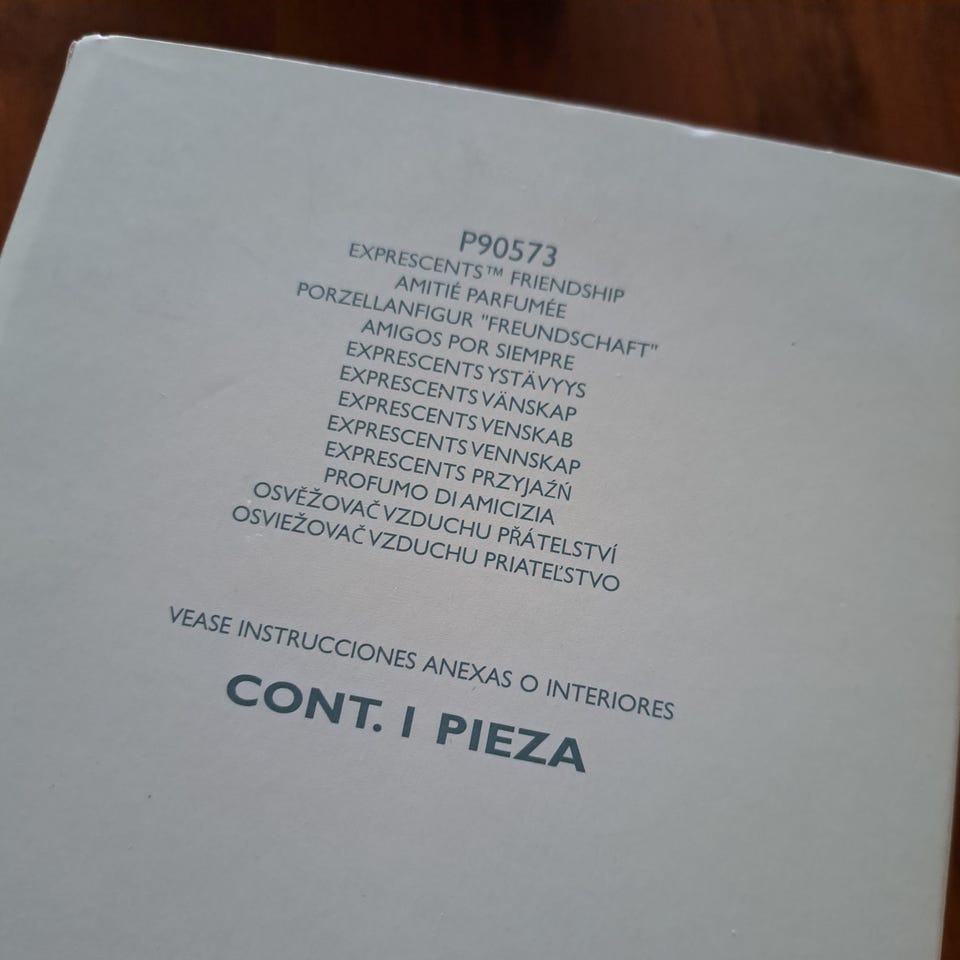 P90573
EXPRESCENTS™ FRIENDSHIP
AMITIÉ PARFUMÉE
PORZELLANFIGUR "FREUNDSCHAFT"
AMIGOS POR SIEMPRE
EXPRESCENTS YSTÄVYYS
EXPRESCENTS VÄNSKAP
EXPRESCENTS VENSKAB
EXPRESCENTS VENNSKAP
EXPRESCENTS PRZYJAŹŃ
PROFUMO DI AMICIZIA
OSVĚŽOVAČ VZDUCHU PŘÁTELSTVÍ
OSVIEŽOVAČ VZDUCHU PRIATEĽSTVO
VEASE INSTRUCCIONES ANEXAS O INTERIORES
CONT. 1 PIEZA